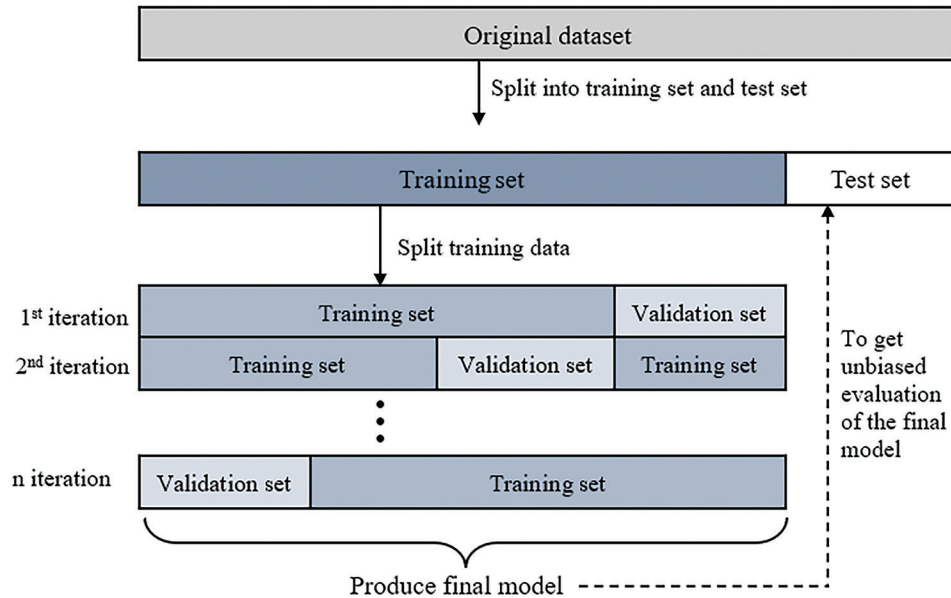 Original dataset
Split into training set and test set
Training set
Test set
Split training data
1st iteration
Training set
Validation set
2nd iteration
Training set
Validation set
Training set
To get
unbiased
evaluation
of the final
model
n iteration
Validation set
Training set
Produce final model